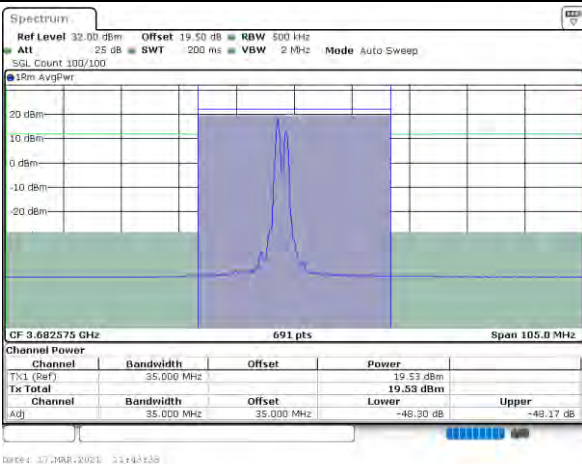 Spectrum
Ref Level 32.00 dBm Offset 19.50 dB RBW 500 kHz
Att 25 dB SWT 200 ms VBW 2 MHz Mode Auto Sweep
SGL Count 100/100
1Rm AvgPwr
20 dBm
10 dBm
0 dBm
-10 dBm
-20 dBm
CF 3.682575 GHz 691 pts Span 105.0 MHz
Channel Power
Channel Bandwidth Offset Power
TX1 (Ref) 35.000 MHz 19.53 dBm
Tx Total 19.53 dBm
Channel Bandwidth Offset Lower Upper
Adj 35.000 MHz 35.000 MHz -48.30 dB -48.17 dB
Date: 17.MAR.2021 11:43:38